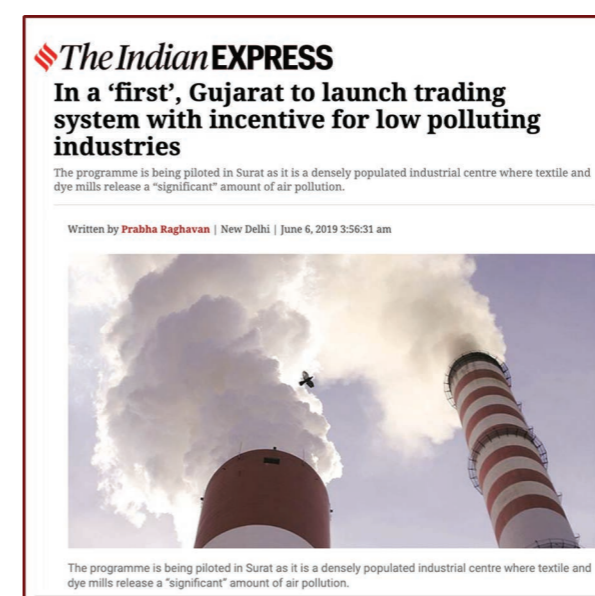 The Indian EXPRESS
In a ‘first’, Gujarat to launch trading
system with incentive for low polluting
industries
The programme is being piloted in Surat as it is a densely populated industrial centre where textile and
dye mills release a “significant” amount of air pollution.
Written by Prabha Raghavan | New Delhi | June 6, 2019 3:56:31 am
The programme is being piloted in Surat as it is a densely populated industrial centre where textile and
dye mills release a “significant” amount of air pollution.